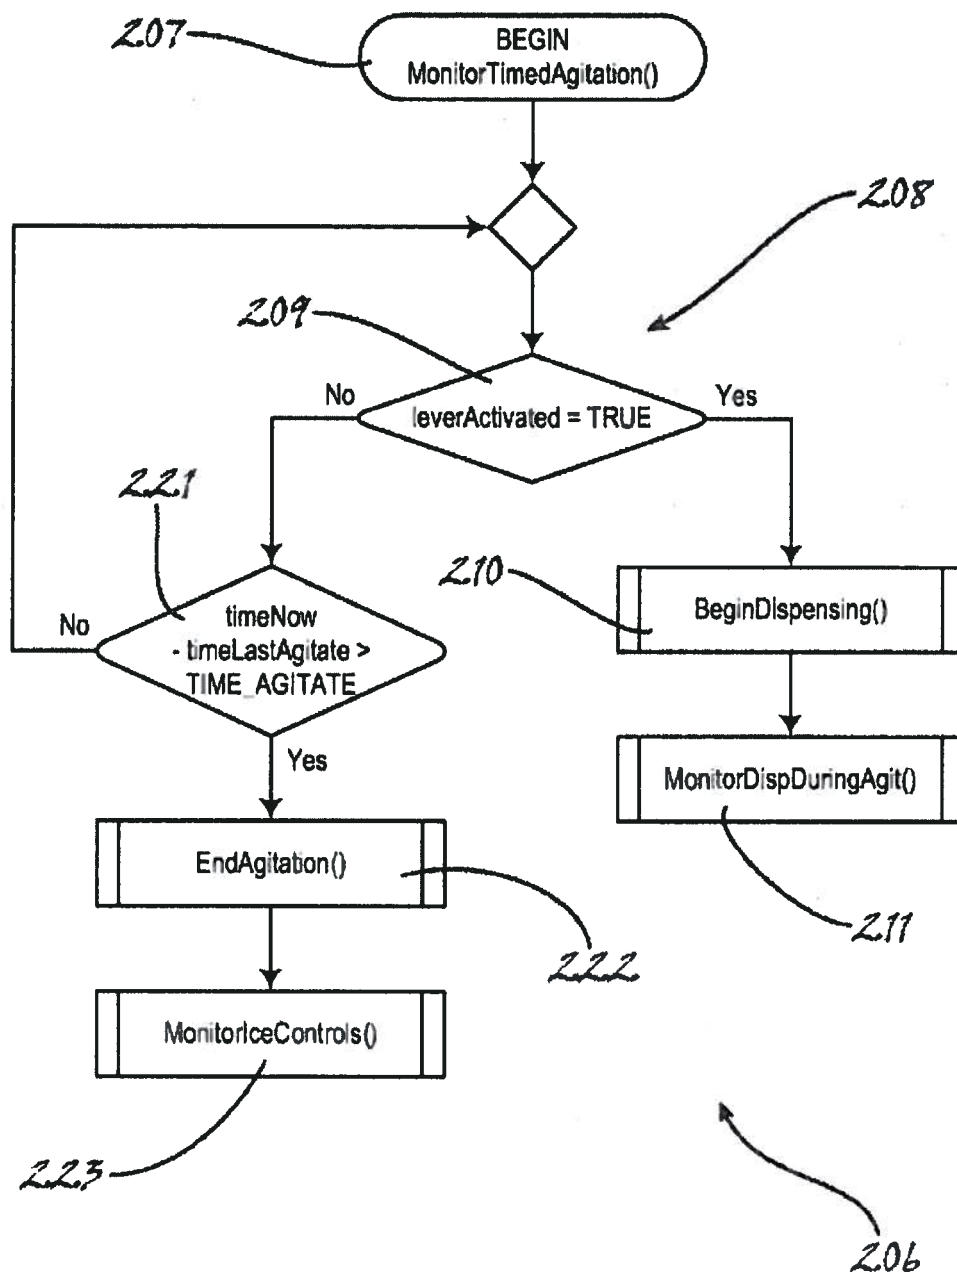 207
BEGIN
MonitorTimedAgitation()
208
209
No
leverActivated = TRUE
Yes
221
210
No
timeNow
- timeLastAgitate >
TIME_AGITATE
BeginDispensing()
Yes
MonitorDispDuringAgit()
EndAgitation()
211
222
MonitorIceControls()
223
206